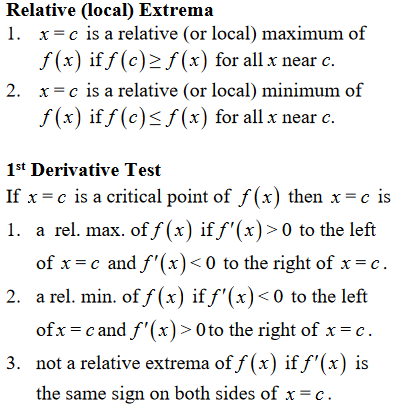 Relative (local) Extrema
1. x = c is a relative (or local) maximum of
f(x) if f(c) ≥ f(x) for all x near c.
2. x = c is a relative (or local) minimum of
f(x) if f(c) ≤ f(x) for all x near c.
1st Derivative Test
If x = c is a critical point of f(x) then x = c is
1. a rel. max. of f(x) if f′(x) > 0 to the left
of x = c and f′(x) < 0 to the right of x = c.
2. a rel. min. of f(x) if f′(x) < 0 to the left
of x = c and f′(x) > 0 to the right of x = c.
3. not a relative extrema of f(x) if f′(x) is
the same sign on both sides of x = c.